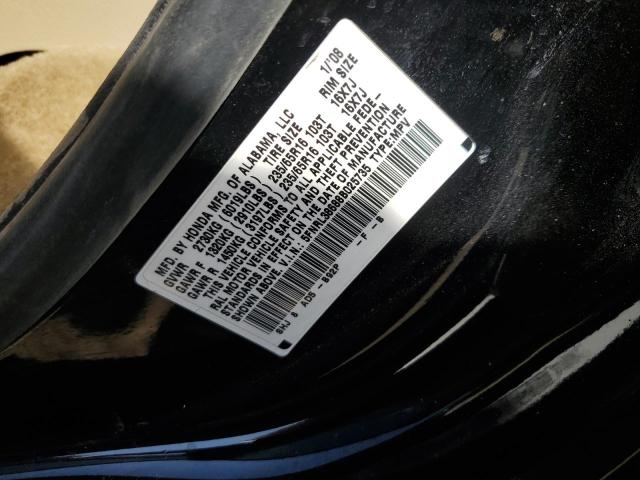 MFD. BY HONDA MFG. OF ALABAMA, LLC 1/'08
GVWR 2730KG (6019LBS) TIRE SIZE RIM SIZE
GAWR F 1320KG (2910LBS) 235/65R16 103T 16X7J
GAWR R 1450KG (3197LBS) 235/65R16 103T 16X7J
THIS VEHICLE CONFORMS TO ALL APPLICABLE FEDE-
RAL MOTOR VEHICLE SAFETY AND THEFT PREVENTION
STANDARDS IN EFFECT ON THE DATE OF MANUFACTURE
SHOWN ABOVE. V.I.N.: TYPE:MPV
SHJ 8 - A05 - B92P - F - B